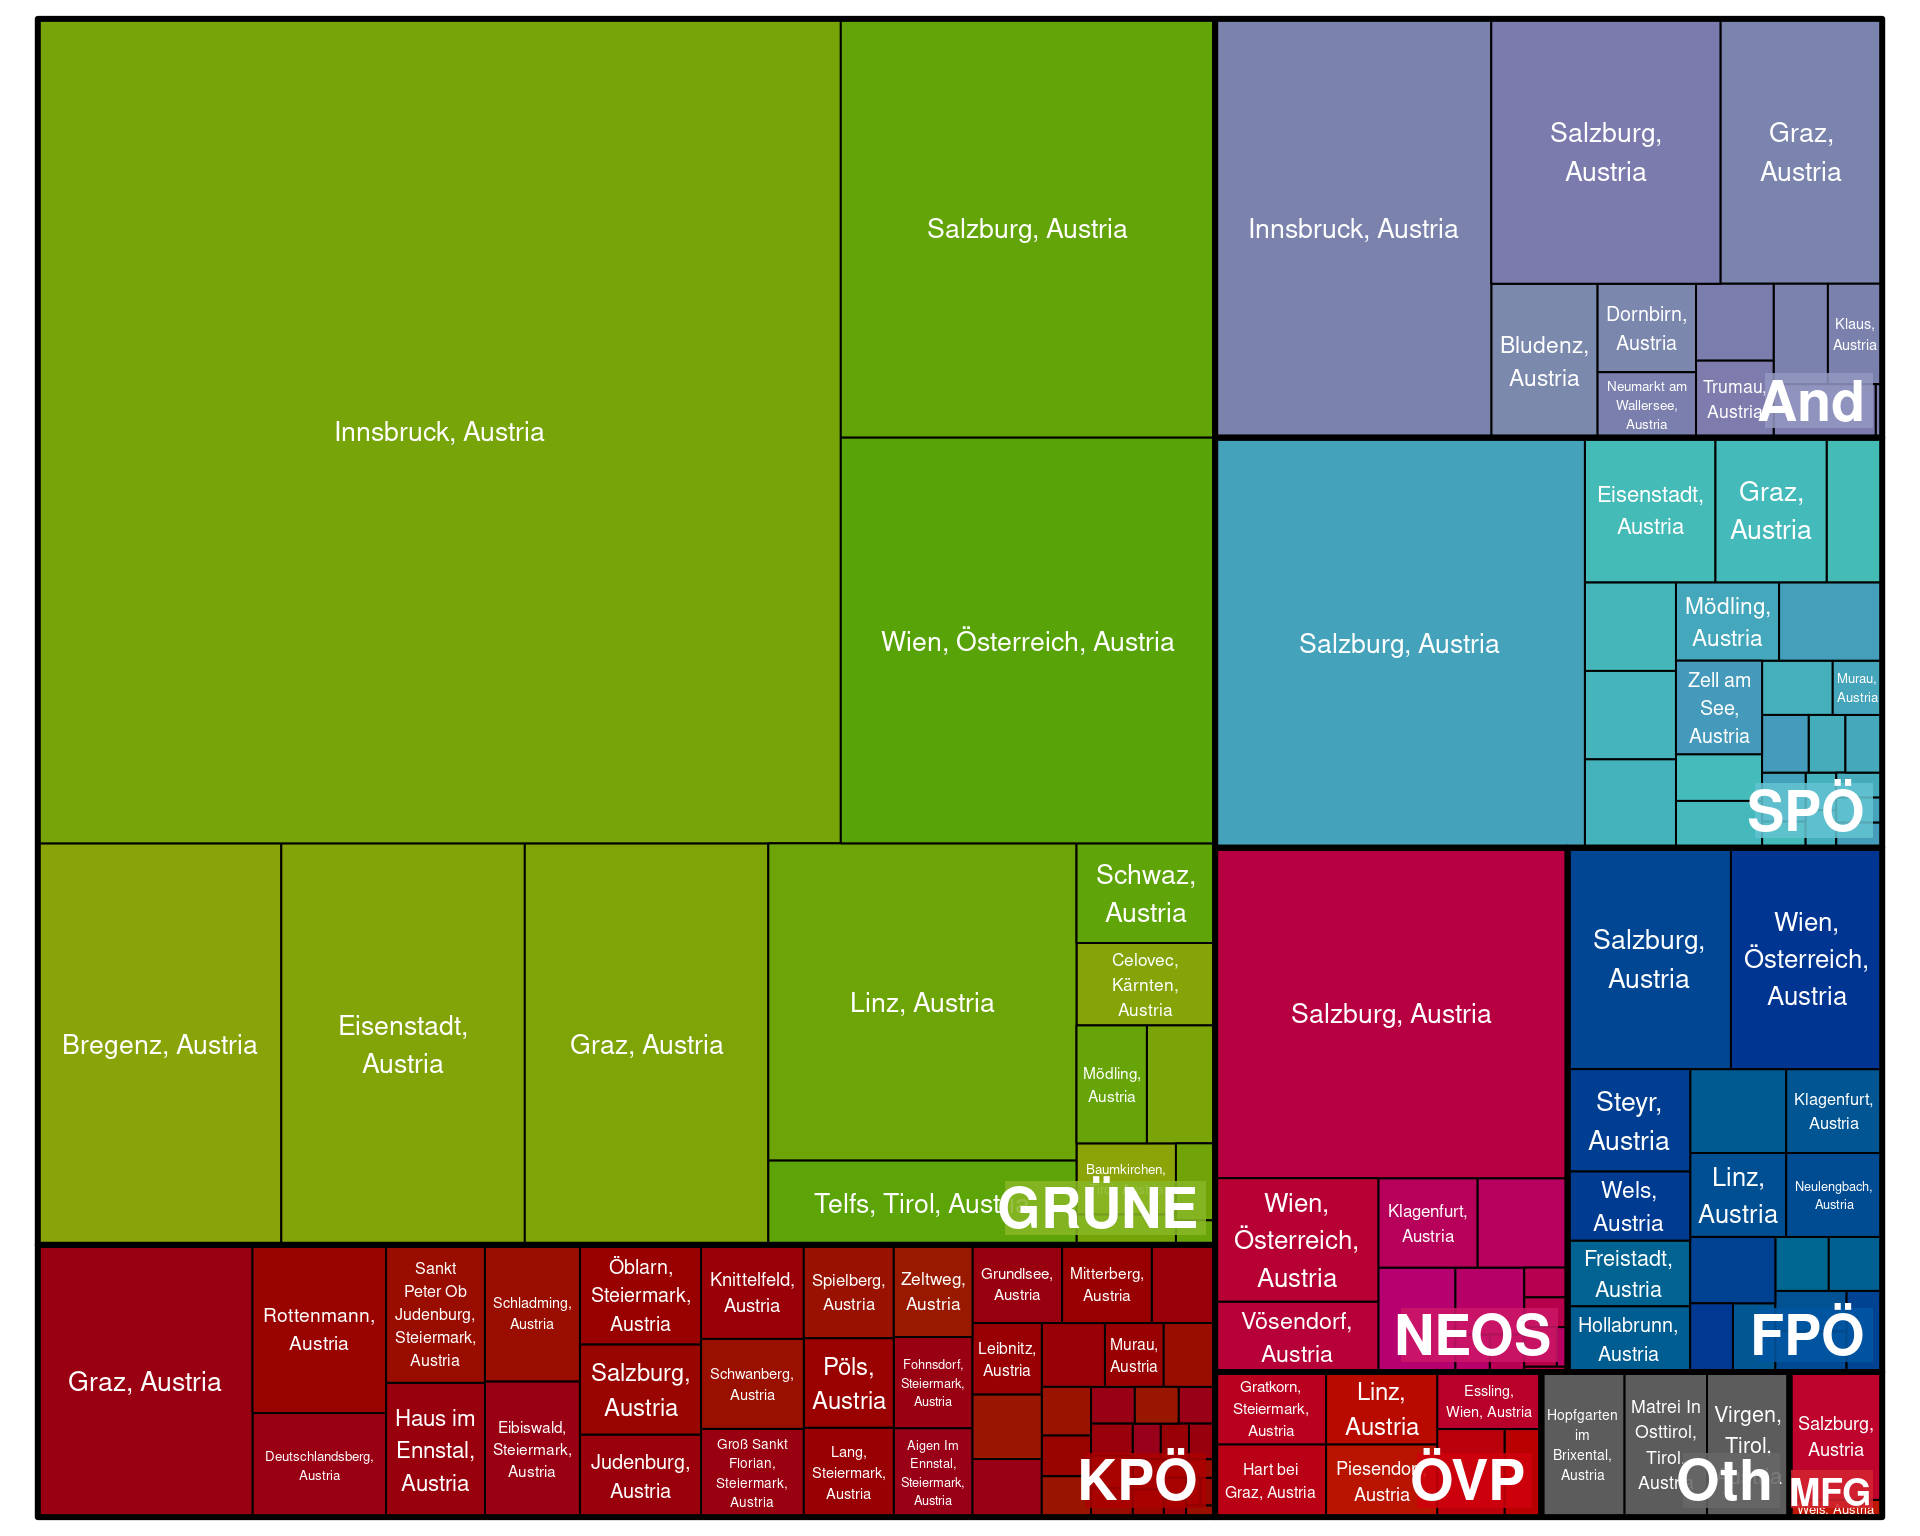 Innsbruck, Austria
Salzburg, Austria
Wien, Österreich, Austria
Bregenz, Austria
Eisenstadt,
Austria
Graz, Austria
Linz, Austria
Telfs, Tirol, Austria
Schwaz,
Austria
Celovec,
Kärnten,
Austria
Mödling,
Austria
Baumkirchen,
GRÜNE
Innsbruck, Austria
Salzburg,
Austria
Graz,
Austria
Bludenz,
Austria
Dornbirn,
Austria
Neumarkt am
Wallersee,
Austria
Trumau,
Austria
Klaus,
Austria
And
Salzburg, Austria
Eisenstadt,
Austria
Graz,
Austria
Mödling,
Austria
Zell am
See,
Austria
Murau,
Austria
SPÖ
Salzburg, Austria
Wien,
Österreich,
Austria
Vösendorf,
Austria
Klagenfurt,
Austria
NEOS
Salzburg,
Austria
Wien,
Österreich,
Austria
Steyr,
Austria
Wels,
Austria
Freistadt,
Austria
Hollabrunn,
Austria
Klagenfurt,
Austria
Linz,
Austria
Neulengbach,
Austria
FPÖ
Graz, Austria
Rottenmann,
Austria
Deutschlandsberg,
Austria
Sankt
Peter Ob
Judenburg,
Steiermark,
Austria
Haus im
Ennstal,
Austria
Schladming,
Austria
Eibiswald,
Steiermark,
Austria
Öblarn,
Steiermark,
Austria
Salzburg,
Austria
Judenburg,
Austria
Knittelfeld,
Austria
Schwanberg,
Austria
Groß Sankt
Florian,
Steiermark,
Austria
Spielberg,
Austria
Pöls,
Austria
Lang,
Steiermark,
Austria
Zeltweg,
Austria
Fohnsdorf,
Steiermark,
Austria
Aigen Im
Ennstal,
Steiermark,
Austria
Grundlsee,
Austria
Mitterberg,
Austria
Leibnitz,
Austria
Murau,
Austria
KPÖ
Gratkorn,
Steiermark,
Austria
Hart bei
Graz, Austria
Linz,
Austria
Piesendorf,
Austria
Essling,
Wien, Austria
ÖVP
Hopfgarten
im
Brixental,
Austria
Matrei In
Osttirol,
Tirol,
Austria
Virgen,
Tirol,
Oth
Salzburg,
Austria
MFG
Wels, Austria